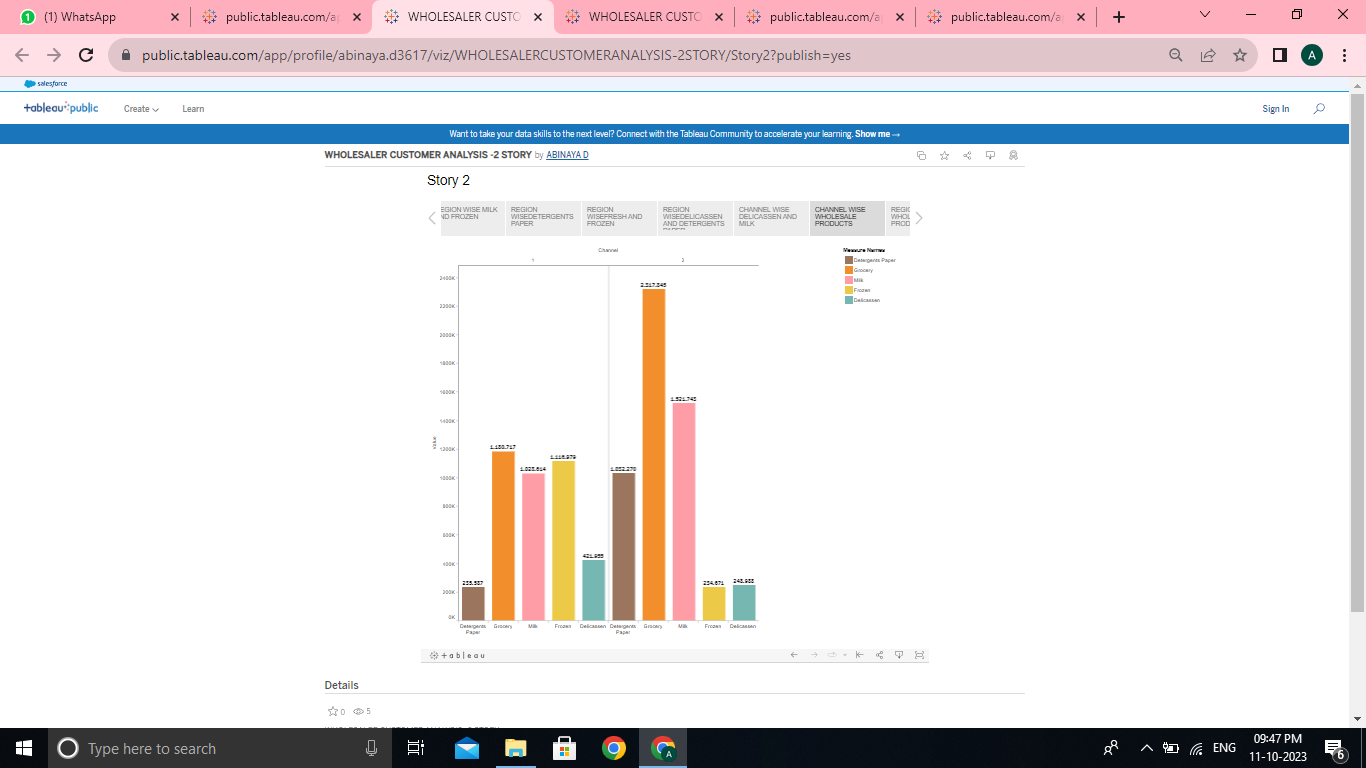 (1) WhatsApp
public.tableau.com/a
WHOLESALER CUSTO
WHOLESALER CUSTO
public.tableau.com/a
public.tableau.com/a
public.tableau.com/app/profile/abinaya.d3617/viz/WHOLESALERCUSTOMERANALYSIS-2STORY/Story2?publish=yes
A
salesforce
+ableau public
Create
Learn
Sign In
Want to take your data skills to the next level? Connect with the Tableau Community to accelerate your learning. Show me →
WHOLESALER CUSTOMER ANALYSIS -2 STORY by ABINAYA D
Story 2
EGION WISE MILK
ND FROZEN
REGION
WISEDETERGENTS
PAPER
REGION
WISEFRESH AND
FROZEN
REGION
WISEDELICASSEN
AND DETERGENTS
CHANNEL WISE
DELICASSEN AND
MILK
CHANNEL WISE
WHOLESALE
PRODUCTS
REGIO
WHOL
PROD
Channel
1
2
Measure Names
Detergents Paper
Grocery
Milk
Frozen
Delicassen
2400K
2200K
2000K
1800K
1600K
1400K
1200K
1000K
800K
600K
400K
200K
0K
Value
235,587
1,180,717
1,028,614
1,116,979
421,955
1,032,270
2,317,845
1,521,743
234,671
248,988
Detergents
Paper
Grocery
Milk
Frozen
Delicassen
Detergents
Paper
Grocery
Milk
Frozen
Delicassen
+ableau
Details
0
5
Type here to search
A
ENG
09:47 PM
11-10-2023
6